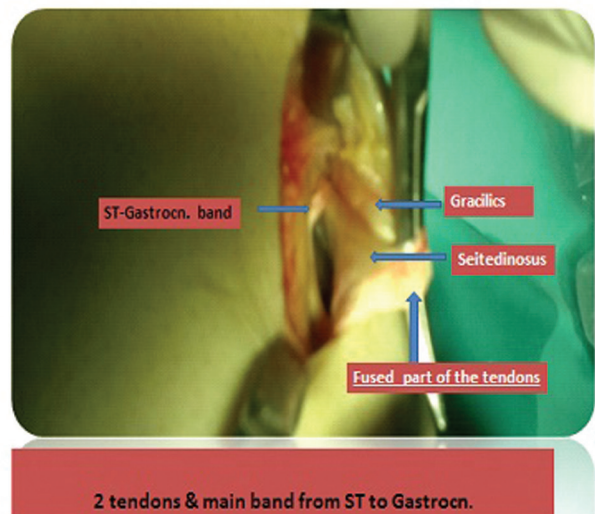 ST-Gastrocn. band
Gracilics
Seitedinosus
Fused part of the tendons
2 tendons & main band from ST to Gastrocn.